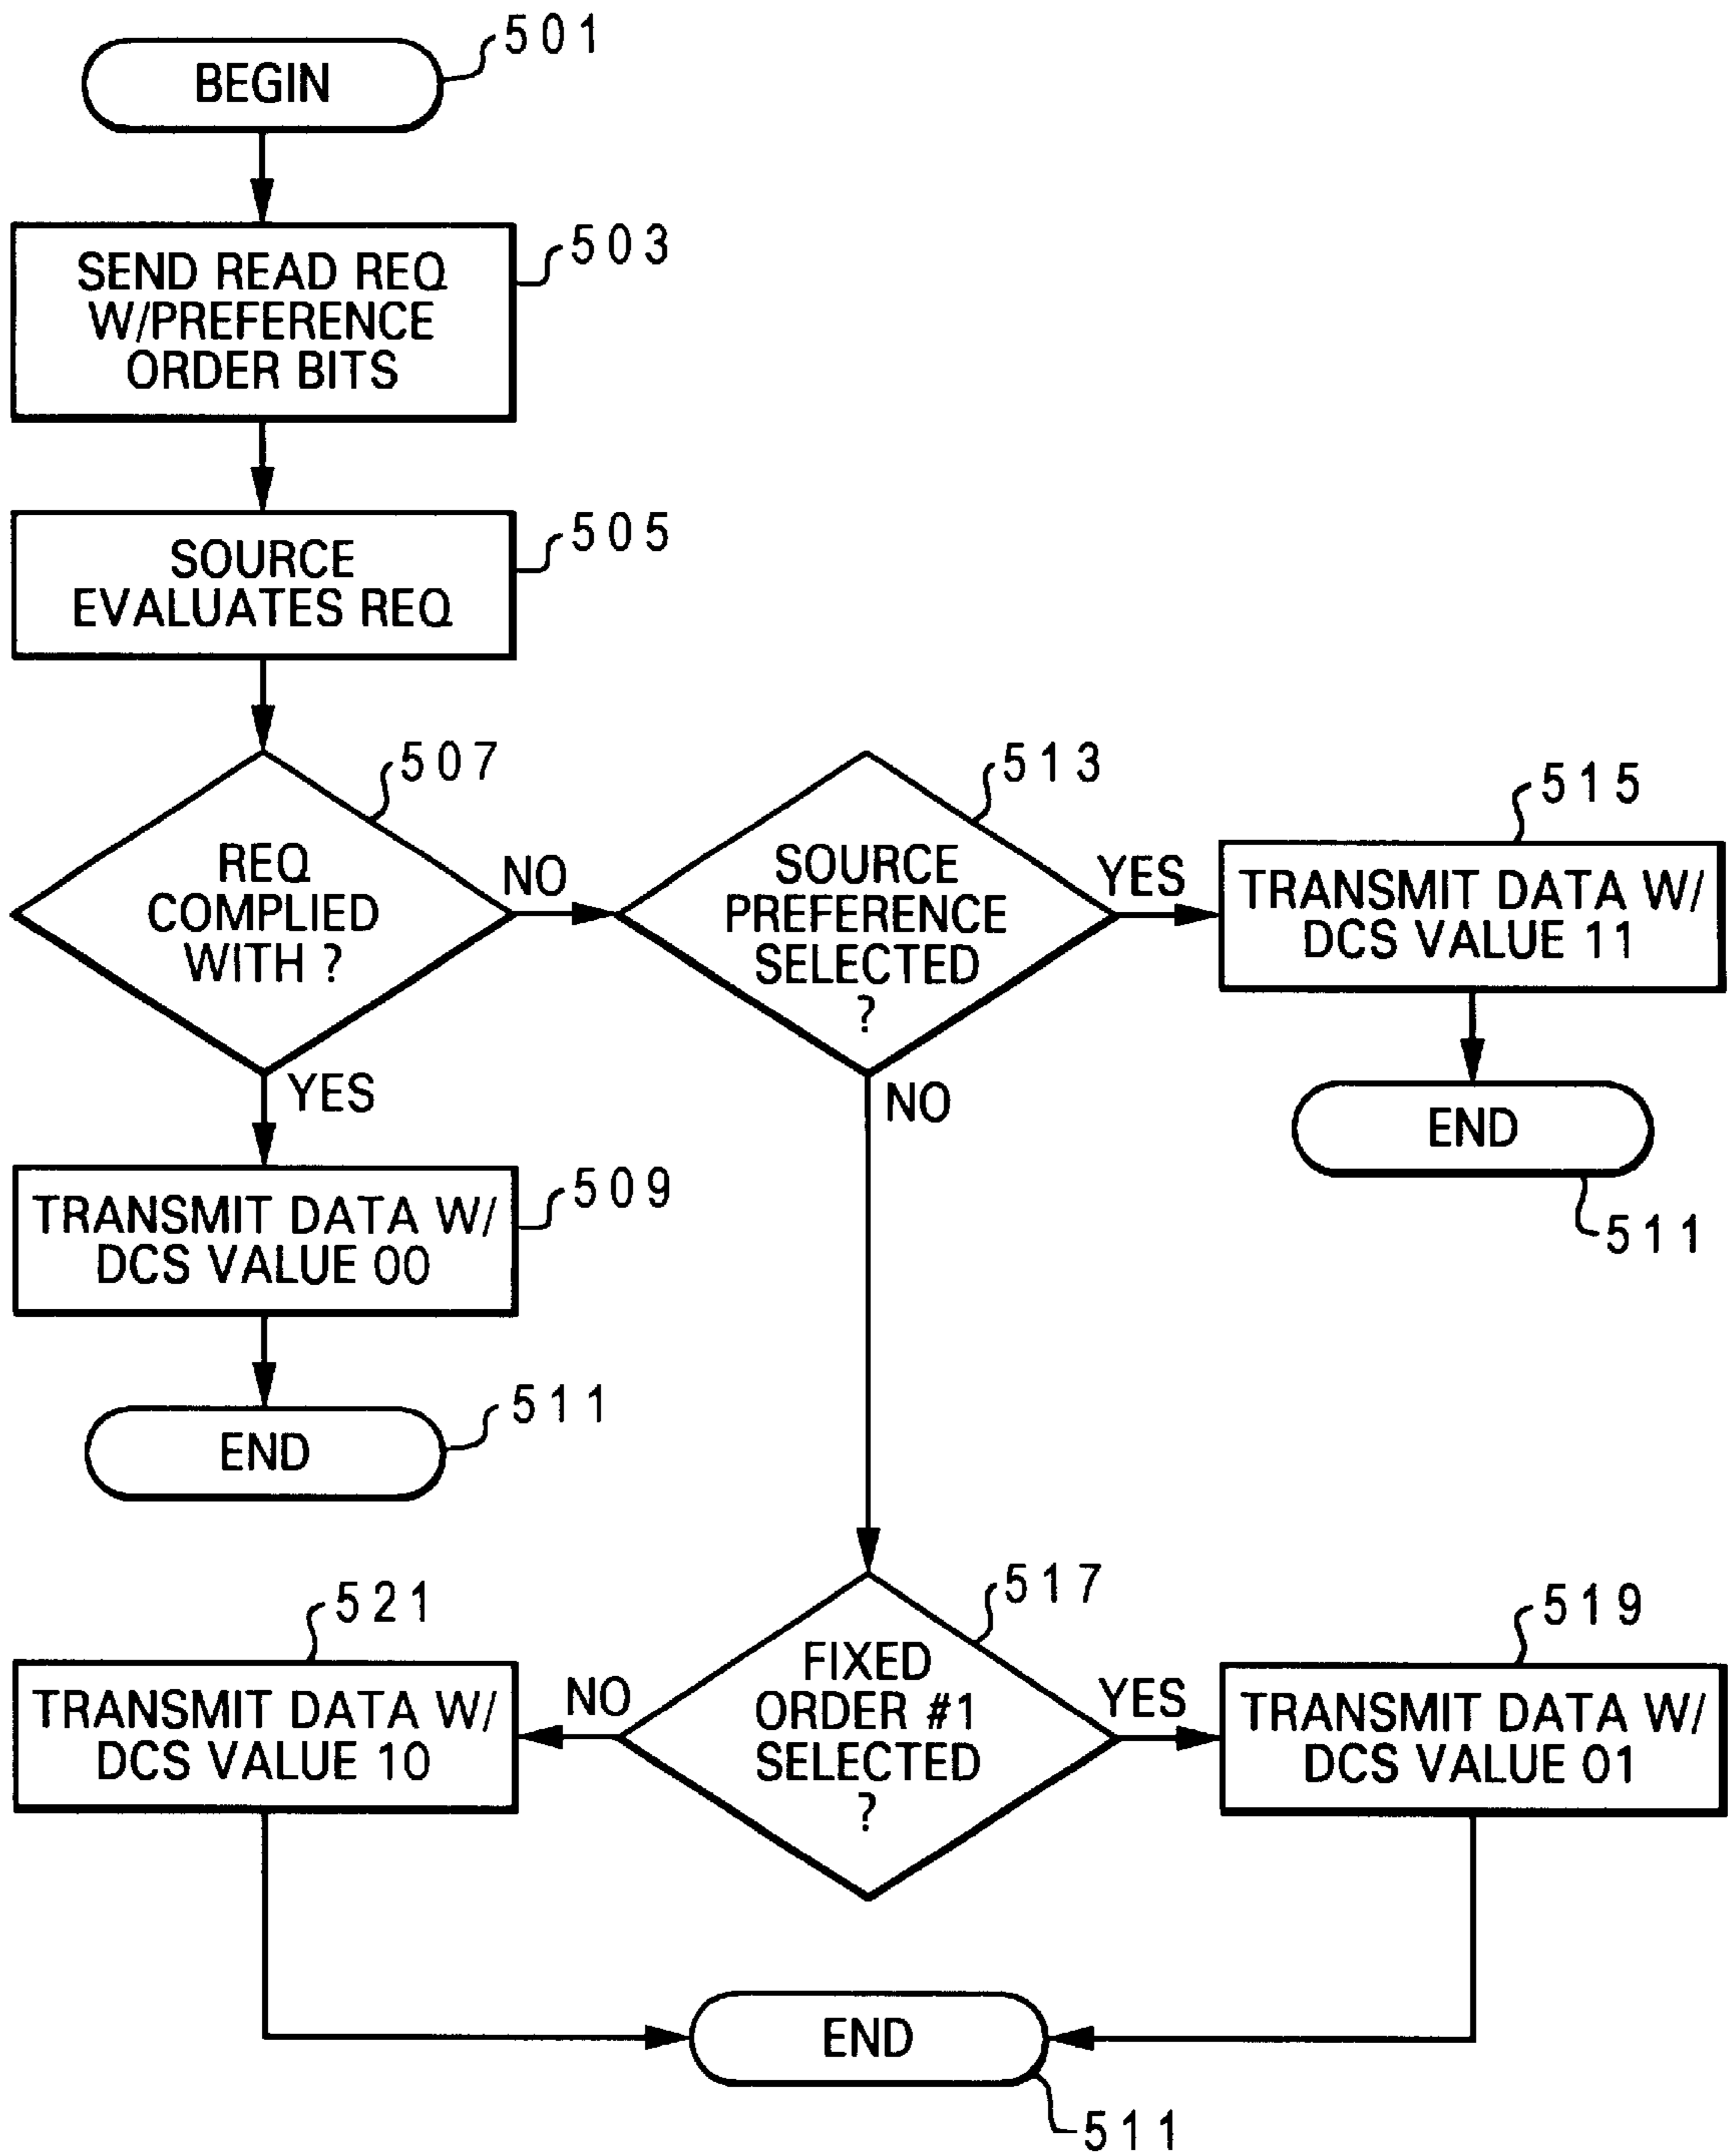 501
BEGIN
503
SEND READ REQ
W/PREFERENCE
ORDER BITS
505
SOURCE
EVALUATES REQ
507
REQ
COMPLIED
WITH ?
NO
YES
513
SOURCE
PREFERENCE
SELECTED
?
YES
NO
515
TRANSMIT DATA W/
DCS VALUE 11
END
511
509
TRANSMIT DATA W/
DCS VALUE 00
END
511
517
FIXED
ORDER #1
SELECTED
?
NO
YES
521
TRANSMIT DATA W/
DCS VALUE 10
519
TRANSMIT DATA W/
DCS VALUE 01
END
511